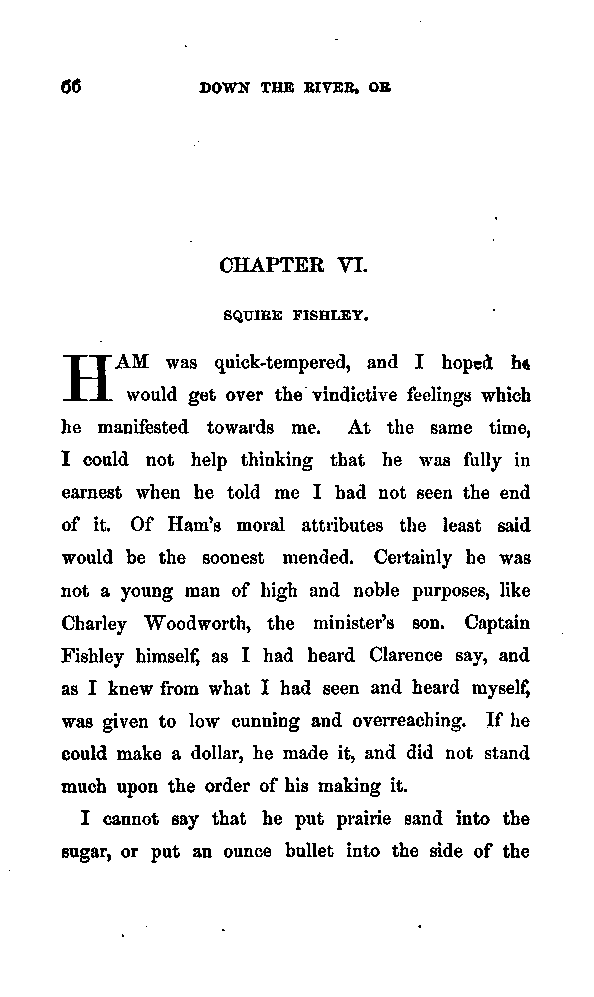 66 DOWN THE RIVER, OR
CHAPTER VI.
SQUIRE FISHLEY.
HAM was quick-tempered, and I hoped he
would get over the vindictive feelings which
he manifested towards me. At the same time,
I could not help thinking that he was fully in
earnest when he told me I had not seen the end
of it. Of Ham's moral attributes the least said
would be the soonest mended. Certainly he was
not a young man of high and noble purposes, like
Charley Woodworth, the minister's son. Captain
Fishley himself, as I had heard Clarence say, and
as I knew from what I had seen and heard myself,
was given to low cunning and overreaching. If he
could make a dollar, he made it, and did not stand
much upon the order of his making it.
I cannot say that he put prairie sand into the
sugar, or put an ounce bullet into the side of the